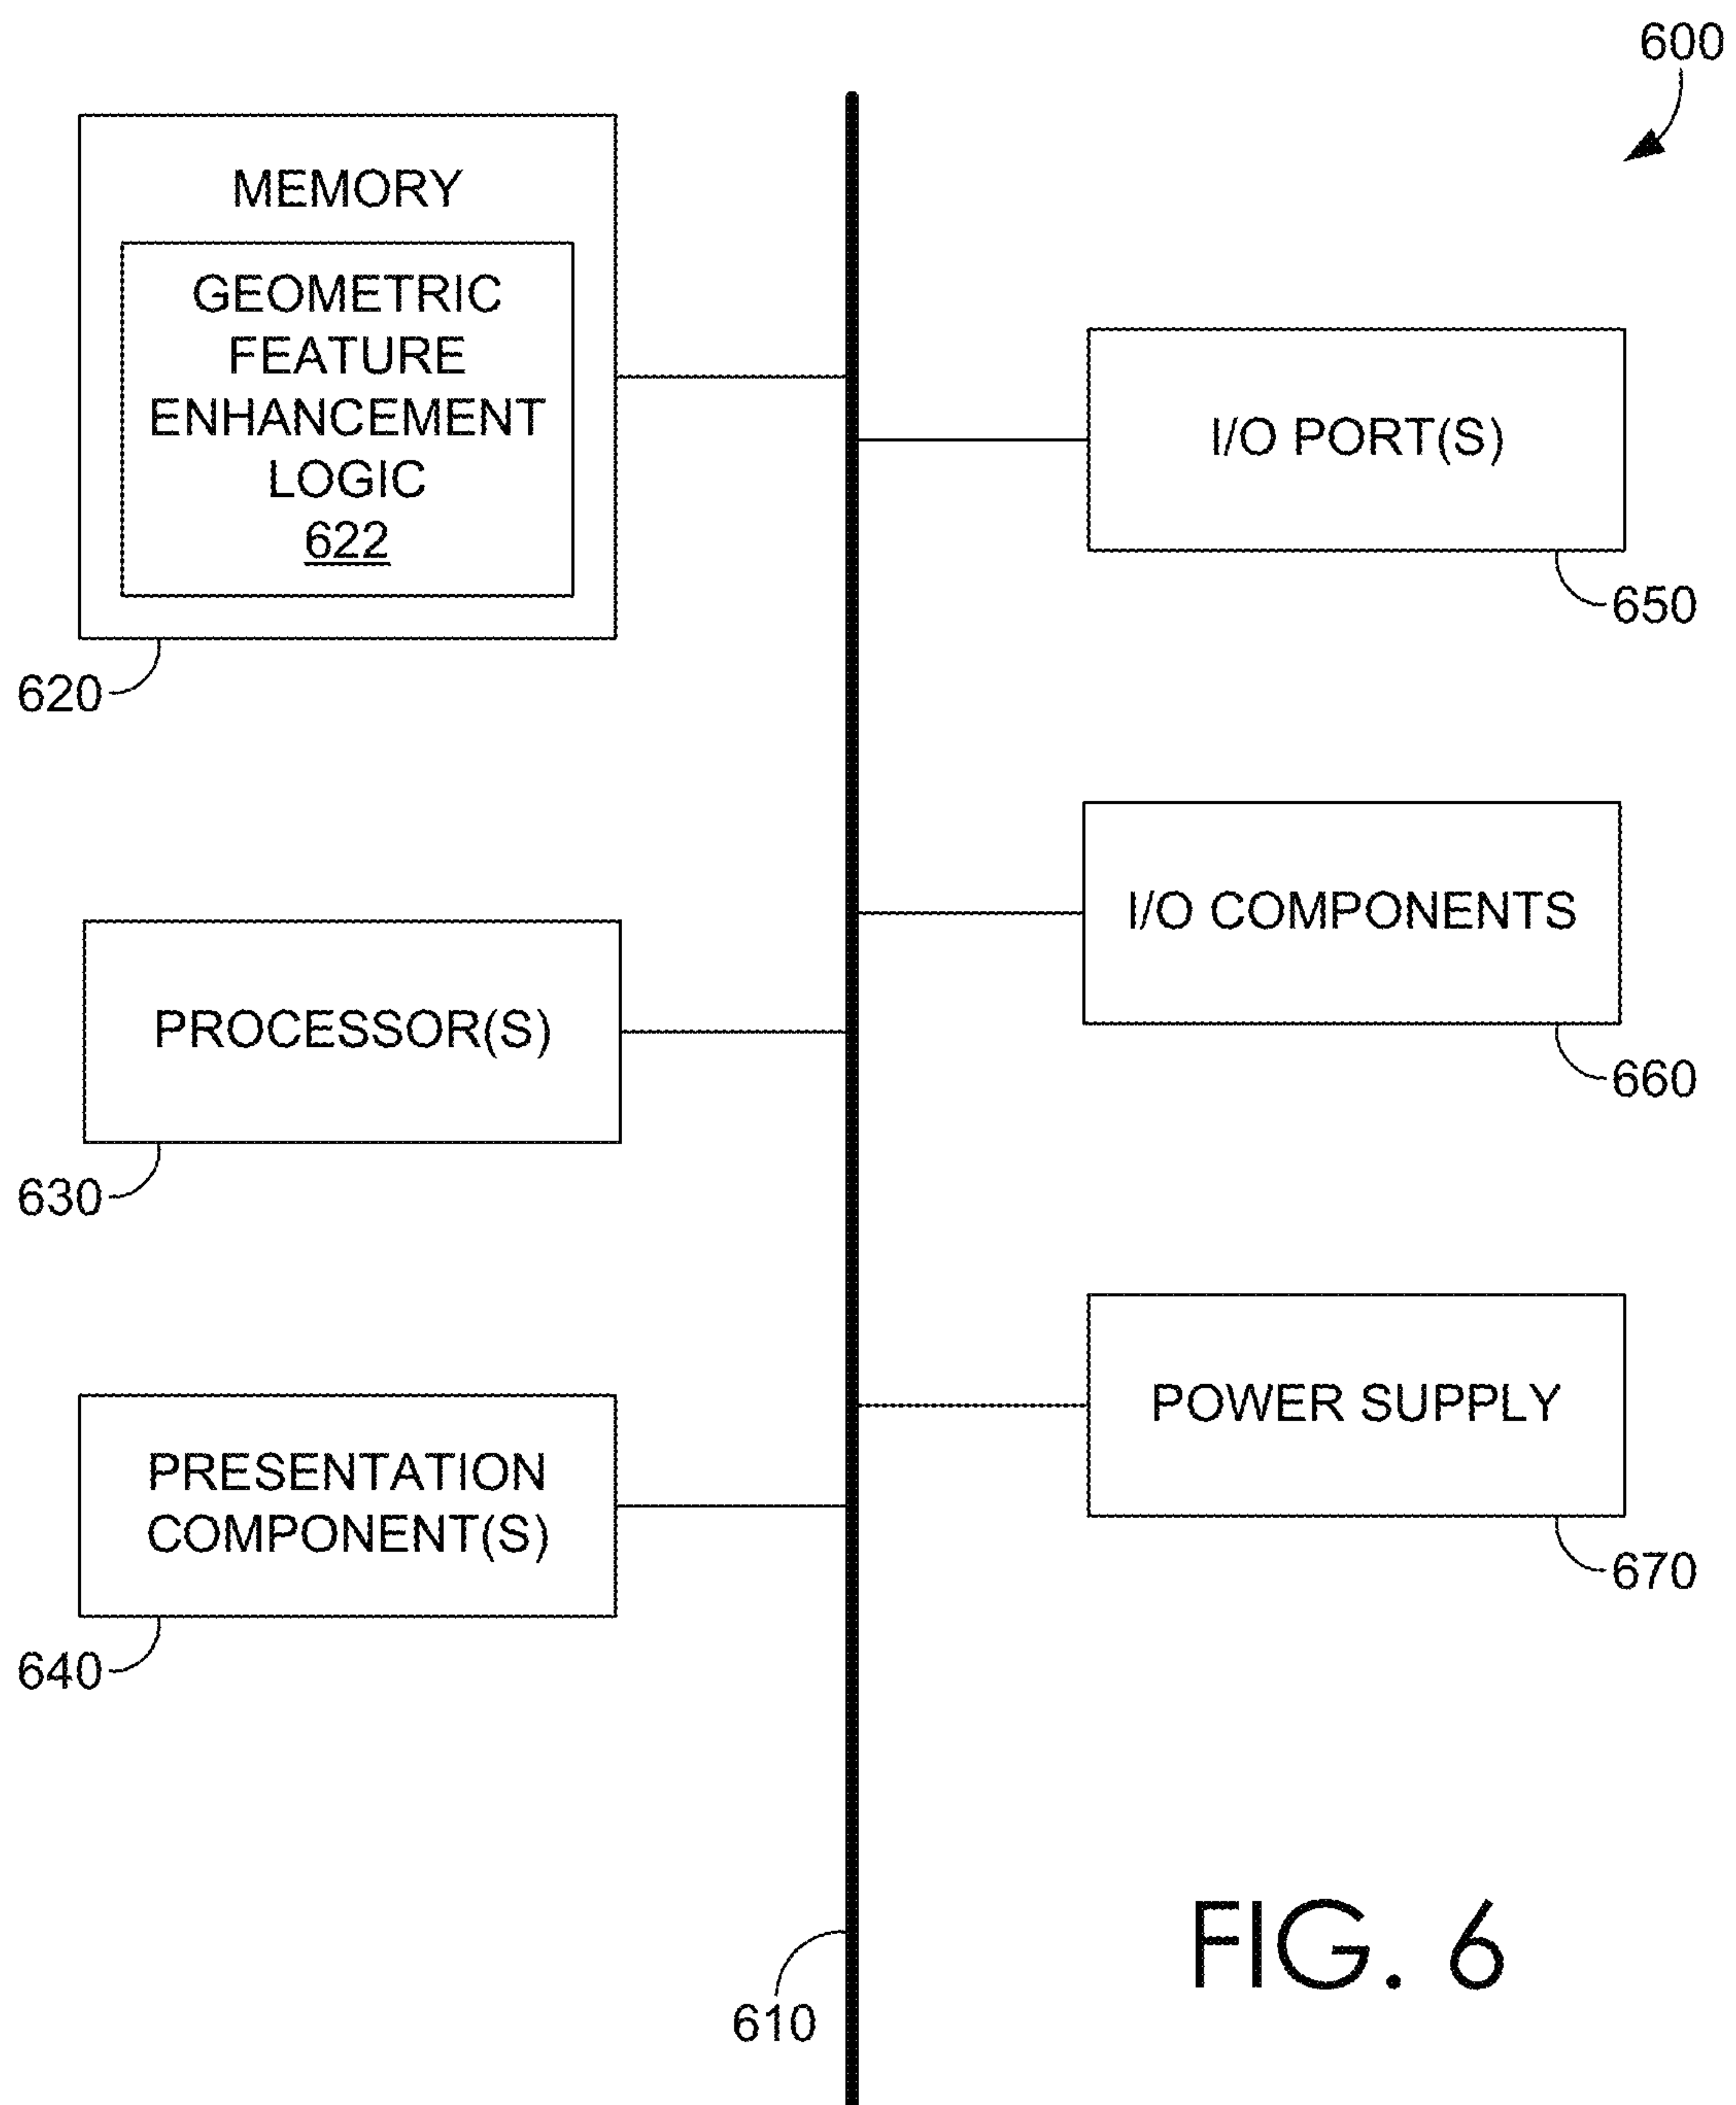 600
MEMORY
GEOMETRIC
FEATURE
ENHANCEMENT
LOGIC
622
620
I/O PORT(S)
650
I/O COMPONENTS
660
PROCESSOR(S)
630
POWER SUPPLY
670
PRESENTATION
COMPONENT(S)
640
610
FIG. 6